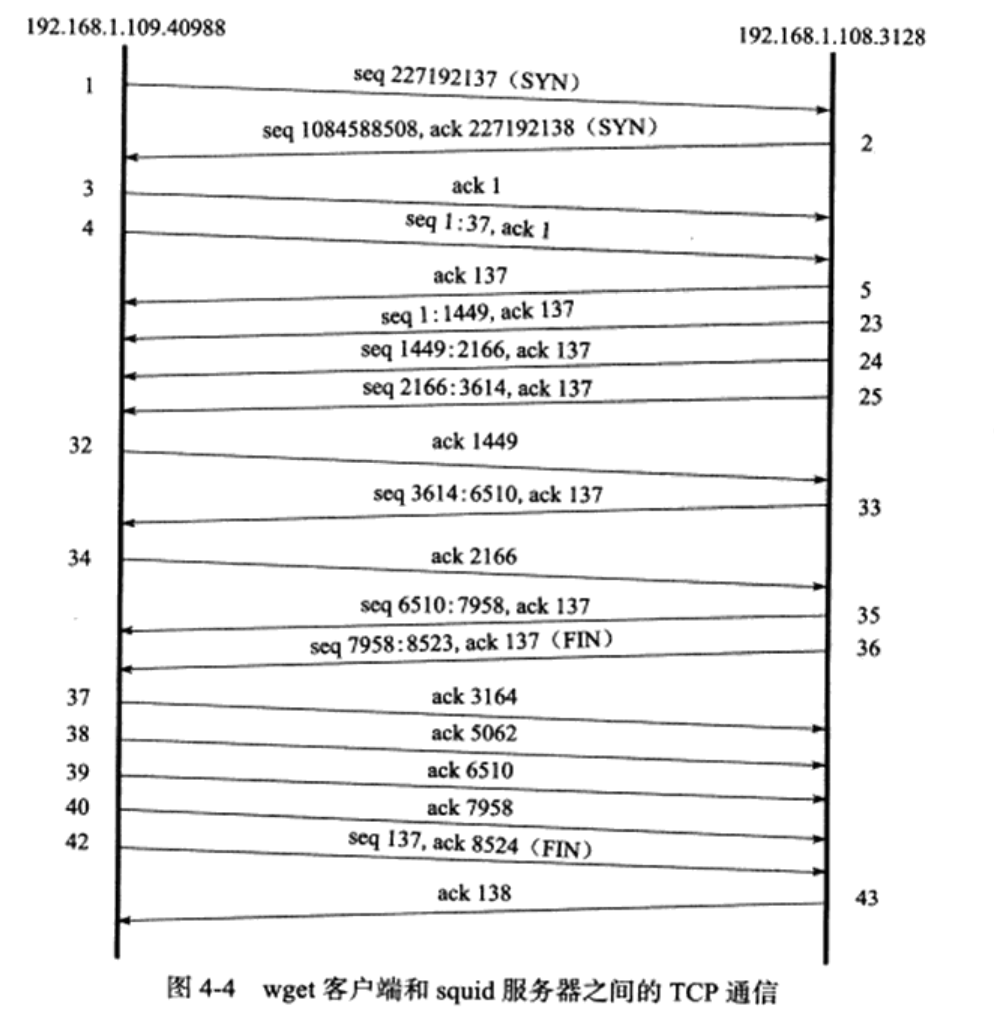 192.168.1.109.40988
192.168.1.108.3128
1
seq 227192137（SYN）
seq 1084588508, ack 227192138（SYN）
2
3
ack 1
4
seq 1:37, ack 1
ack 137
5
seq 1:1449, ack 137
23
seq 1449:2166, ack 137
24
seq 2166:3614, ack 137
25
32
ack 1449
seq 3614:6510, ack 137
33
34
ack 2166
seq 6510:7958, ack 137
35
seq 7958:8523, ack 137（FIN）
36
37
ack 3164
38
ack 5062
39
ack 6510
40
ack 7958
42
seq 137, ack 8524（FIN）
ack 138
43
图 4-4 wget 客户端和 squid 服务器之间的 TCP 通信